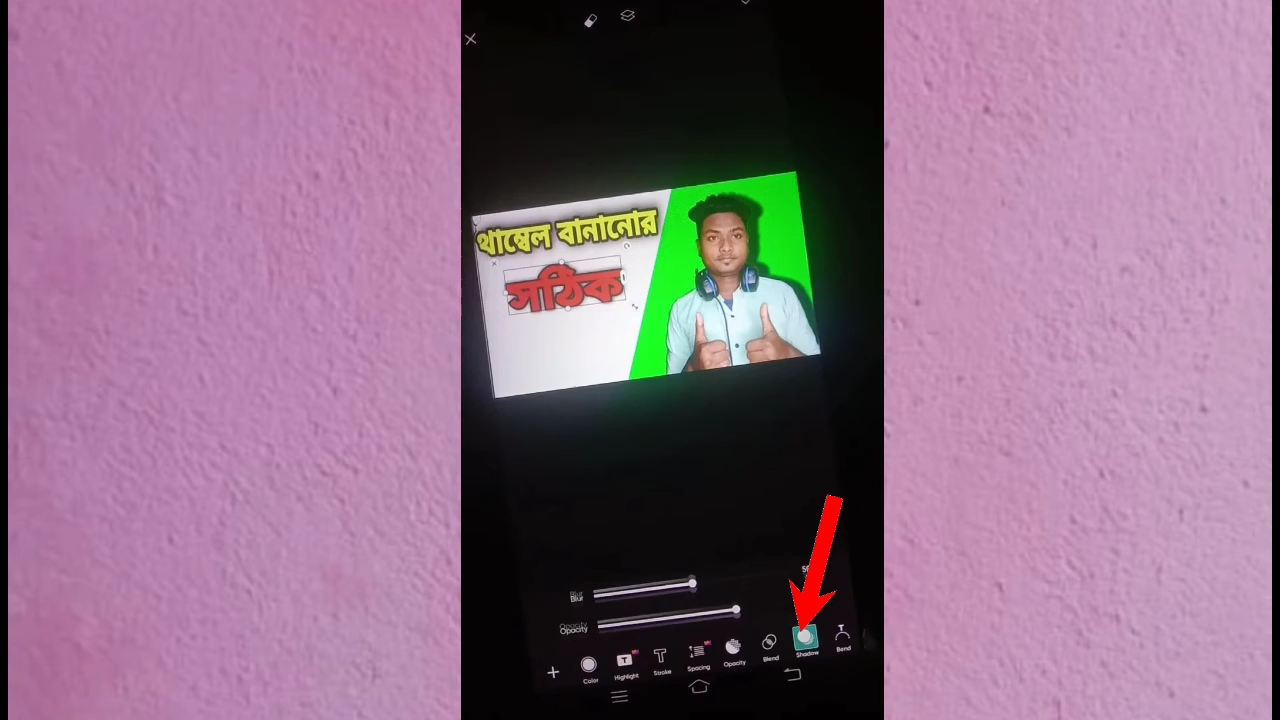 থাম্বেল বানানোর
সঠিক
Blur
Opacity
Color
Highlight
Stroke
Spacing
Opacity
Blend
Shadow
Bend